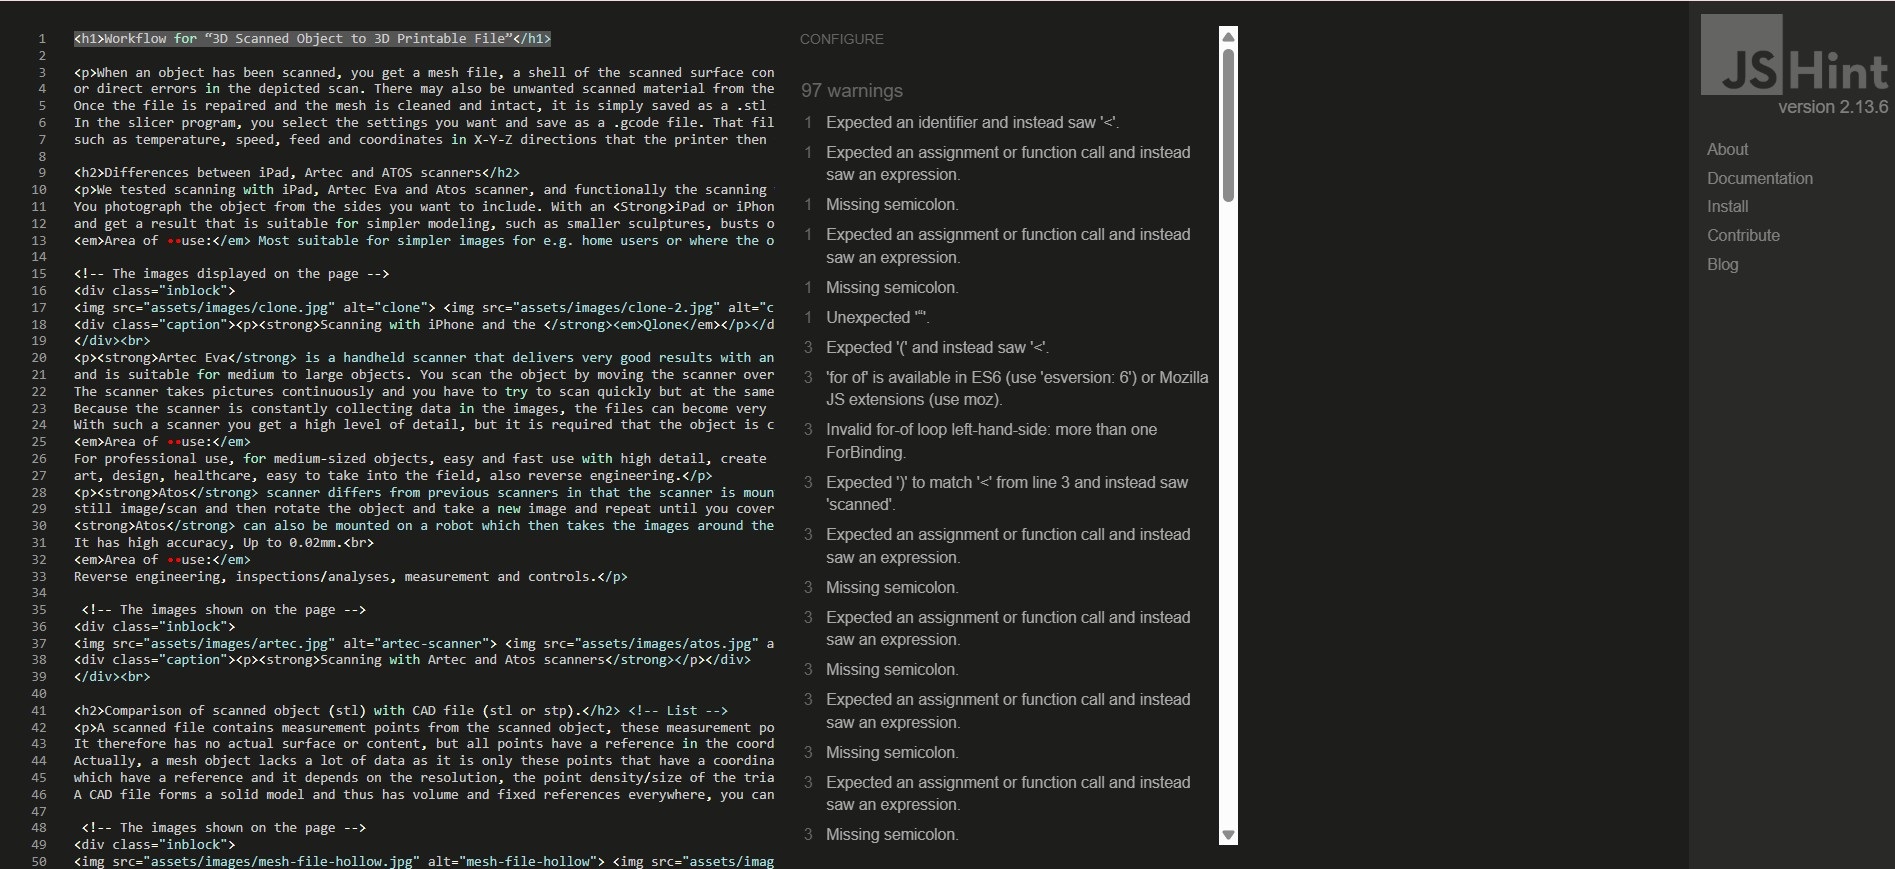 1 <h1>Workflow for “3D Scanned Object to 3D Printable File”</h1>
2
3 <p>When an object has been scanned, you get a mesh file, a shell of the scanned surface con
4 or direct errors in the depicted scan. There may also be unwanted scanned material from the
5 Once the file is repaired and the mesh is cleaned and intact, it is simply saved as a .stl
6 In the slicer program, you select the settings you want and save as a .gcode file. That fil
7 such as temperature, speed, feed and coordinates in X-Y-Z directions that the printer then
8
9 <h2>Differences between iPad, Artec and ATOS scanners</h2>
10 <p>We tested scanning with iPad, Artec Eva and Atos scanner, and functionally the scanning
11 You photograph the object from the sides you want to include. With an <Strong>iPad or iPhon
12 and get a result that is suitable for simpler modeling, such as smaller sculptures, busts o
13 <em>Area of ••use:</em> Most suitable for simpler images for e.g. home users or where the o
14
15 <!-- The images displayed on the page -->
16 <div class="inblock">
17 <img src="assets/images/clone.jpg" alt="clone"> <img src="assets/images/clone-2.jpg" alt="c
18 <div class="caption"><p><strong>Scanning with iPhone and the </strong><em>Qlone</em></p></d
19 </div><br>
20 <p><strong>Artec Eva</strong> is a handheld scanner that delivers very good results with an
21 and is suitable for medium to large objects. You scan the object by moving the scanner over
22 The scanner takes pictures continuously and you have to try to scan quickly but at the same
23 Because the scanner is constantly collecting data in the images, the files can become very
24 With such a scanner you get a high level of detail, but it is required that the object is c
25 <em>Area of ••use:</em>
26 For professional use, for medium-sized objects, easy and fast use with high detail, create
27 art, design, healthcare, easy to take into the field, also reverse engineering.</p>
28 <p><strong>Atos</strong> scanner differs from previous scanners in that the scanner is moun
29 still image/scan and then rotate the object and take a new image and repeat until you cover
30 <strong>Atos</strong> can also be mounted on a robot which then takes the images around the
31 It has high accuracy, Up to 0.02mm.<br>
32 <em>Area of ••use:</em>
33 Reverse engineering, inspections/analyses, measurement and controls.</p>
34
35 <!-- The images shown on the page -->
36 <div class="inblock">
37 <img src="assets/images/artec.jpg" alt="artec-scanner"> <img src="assets/images/atos.jpg" a
38 <div class="caption"><p><strong>Scanning with Artec and Atos scanners</strong></p></div>
39 </div><br>
40
41 <h2>Comparison of scanned object (stl) with CAD file (stl or stp).</h2> <!-- List -->
42 <p>A scanned file contains measurement points from the scanned object, these measurement po
43 It therefore has no actual surface or content, but all points have a reference in the coord
44 Actually, a mesh object lacks a lot of data as it is only these points that have a coordina
45 which have a reference and it depends on the resolution, the point density/size of the tria
46 A CAD file forms a solid model and thus has volume and fixed references everywhere, you can
47
48 <!-- The images shown on the page -->
49 <div class="inblock">
50 <img src="assets/images/mesh-file-hollow.jpg" alt="mesh-file-hollow"> <img src="assets/imag
CONFIGURE
97 warnings
1 Expected an identifier and instead saw '<'.
1 Expected an assignment or function call and instead
saw an expression.
1 Missing semicolon.
1 Expected an assignment or function call and instead
saw an expression.
1 Missing semicolon.
1 Unexpected '“'.
3 Expected '(' and instead saw '<'.
3 'for of' is available in ES6 (use 'esversion: 6') or Mozilla
JS extensions (use moz).
3 Invalid for-of loop left-hand-side: more than one
ForBinding.
3 Expected ')' to match '<' from line 3 and instead saw
'scanned'.
3 Expected an assignment or function call and instead
saw an expression.
3 Missing semicolon.
3 Expected an assignment or function call and instead
saw an expression.
3 Missing semicolon.
3 Expected an assignment or function call and instead
saw an expression.
3 Missing semicolon.
3 Expected an assignment or function call and instead
saw an expression.
3 Missing semicolon.
JSHint
version 2.13.6
About
Documentation
Install
Contribute
Blog